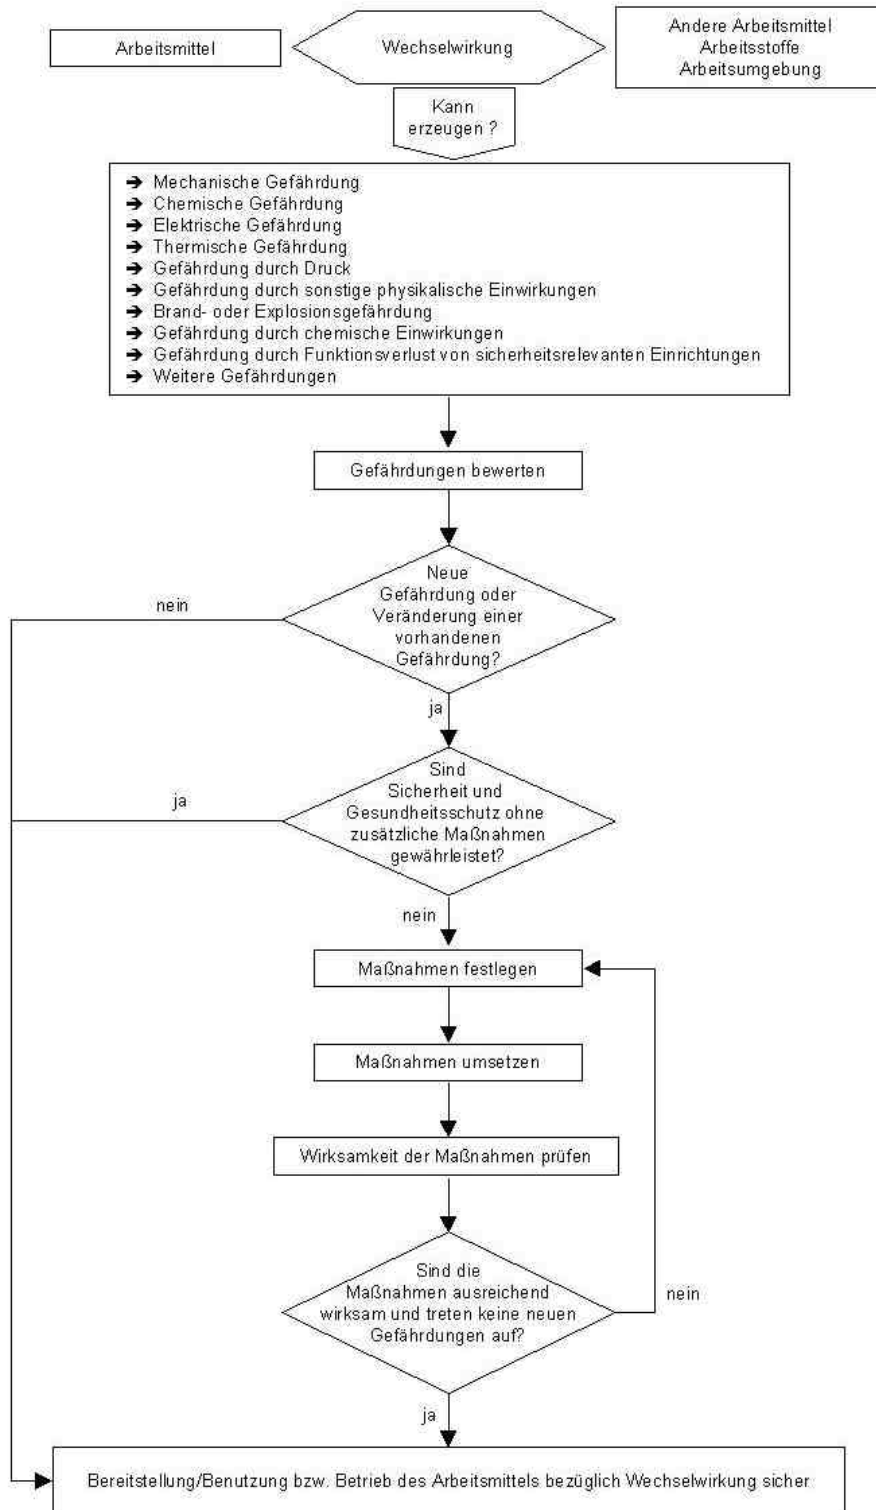 Arbeitsmittel
Wechselwirkung
Andere Arbeitsmittel
Arbeitsstoffe
Arbeitsumgebung
Kann
erzeugen ?
➔ Mechanische Gefährdung
➔ Chemische Gefährdung
➔ Elektrische Gefährdung
➔ Thermische Gefährdung
➔ Gefährdung durch Druck
➔ Gefährdung durch sonstige physikalische Einwirkungen
➔ Brand- oder Explosionsgefährdung
➔ Gefährdung durch chemische Einwirkungen
➔ Gefährdung durch Funktionsverlust von sicherheitsrelevanten Einrichtungen
➔ Weitere Gefährdungen
Gefährdungen bewerten
Neue
Gefährdung oder
Veränderung einer
vorhandenen
Gefährdung?
nein
ja
Sind
Sicherheit und
Gesundheitsschutz ohne
zusätzliche Maßnahmen
gewährleistet?
ja
nein
Maßnahmen festlegen
Maßnahmen umsetzen
Wirksamkeit der Maßnahmen prüfen
Sind die
Maßnahmen ausreichend
wirksam und treten keine neuen
Gefährdungen auf?
nein
ja
Bereitstellung/Benutzung bzw. Betrieb des Arbeitsmittels bezüglich Wechselwirkung sicher